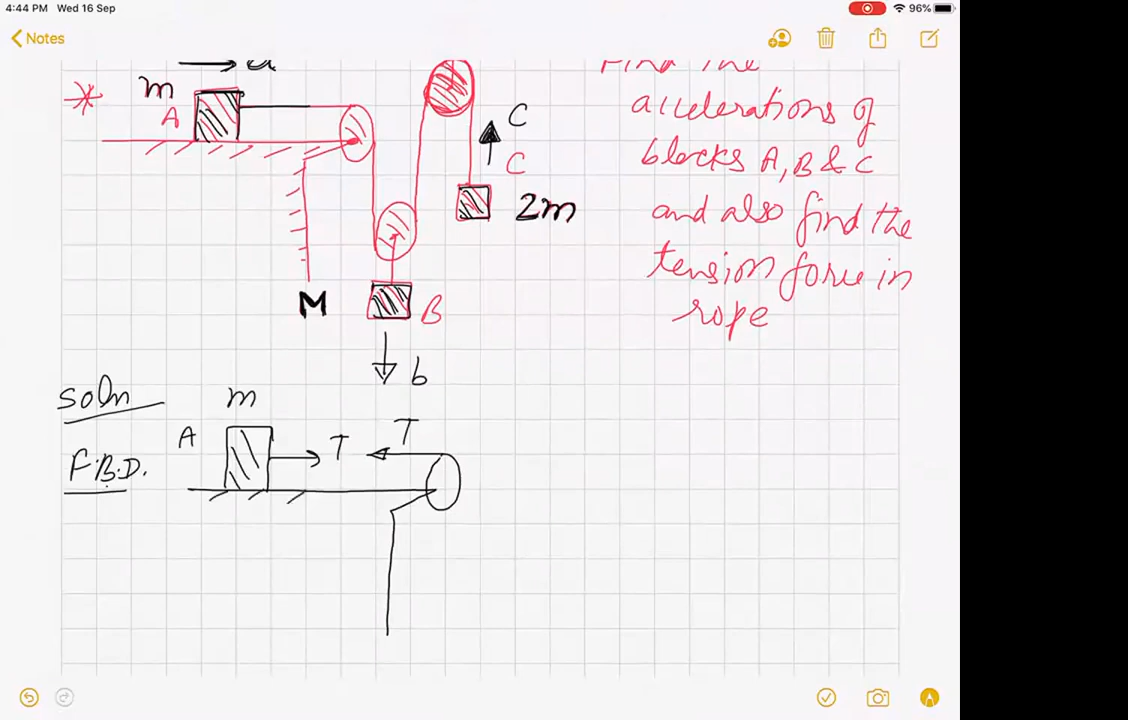 4:44 PM Wed 16 Sep
96%
Notes
a
m
A
C
C
2m
M
B
b
accelerations of
blocks A, B & C
and also find the
tension force in
rope
Soln
m
A
T
T
F.B.D.